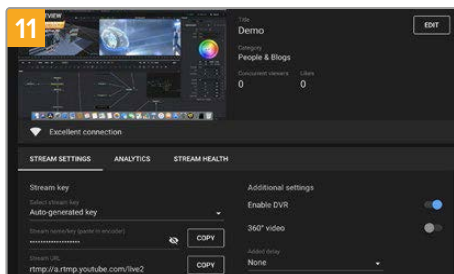 11
Title
Demo
EDIT
Category
People & Blogs
Concurrent viewers Likes
0 0
Excellent connection
STREAM SETTINGS ANALYTICS STREAM HEALTH
Stream key
Select stream key
Auto-generated key
Stream name/key (paste in encoder)
COPY
Stream URL
rtmp://a.rtmp.youtube.com/live2
COPY
Additional settings
Enable DVR
360° video
Added delay
None